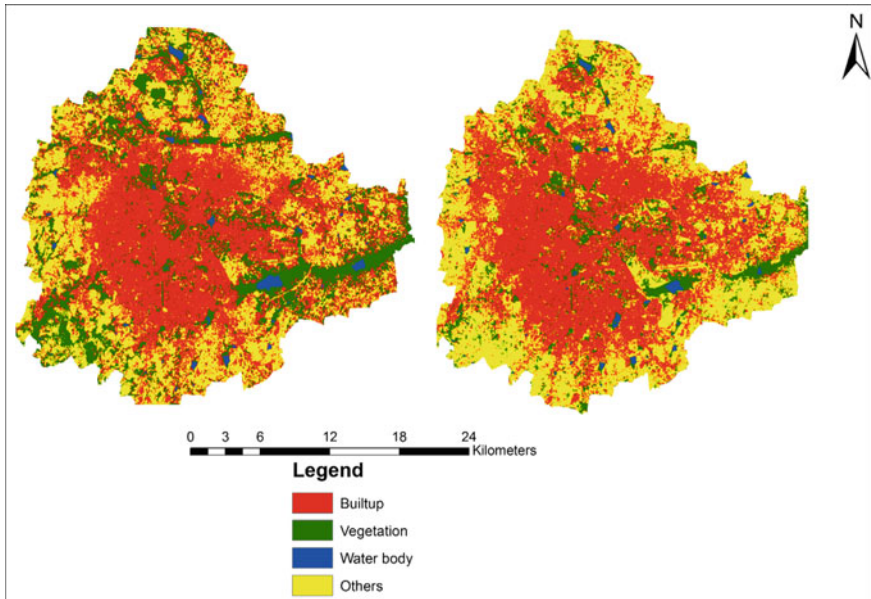 N
0 3 6 12 18 24
Kilometers
Legend
Builtup
Vegetation
Water body
Others